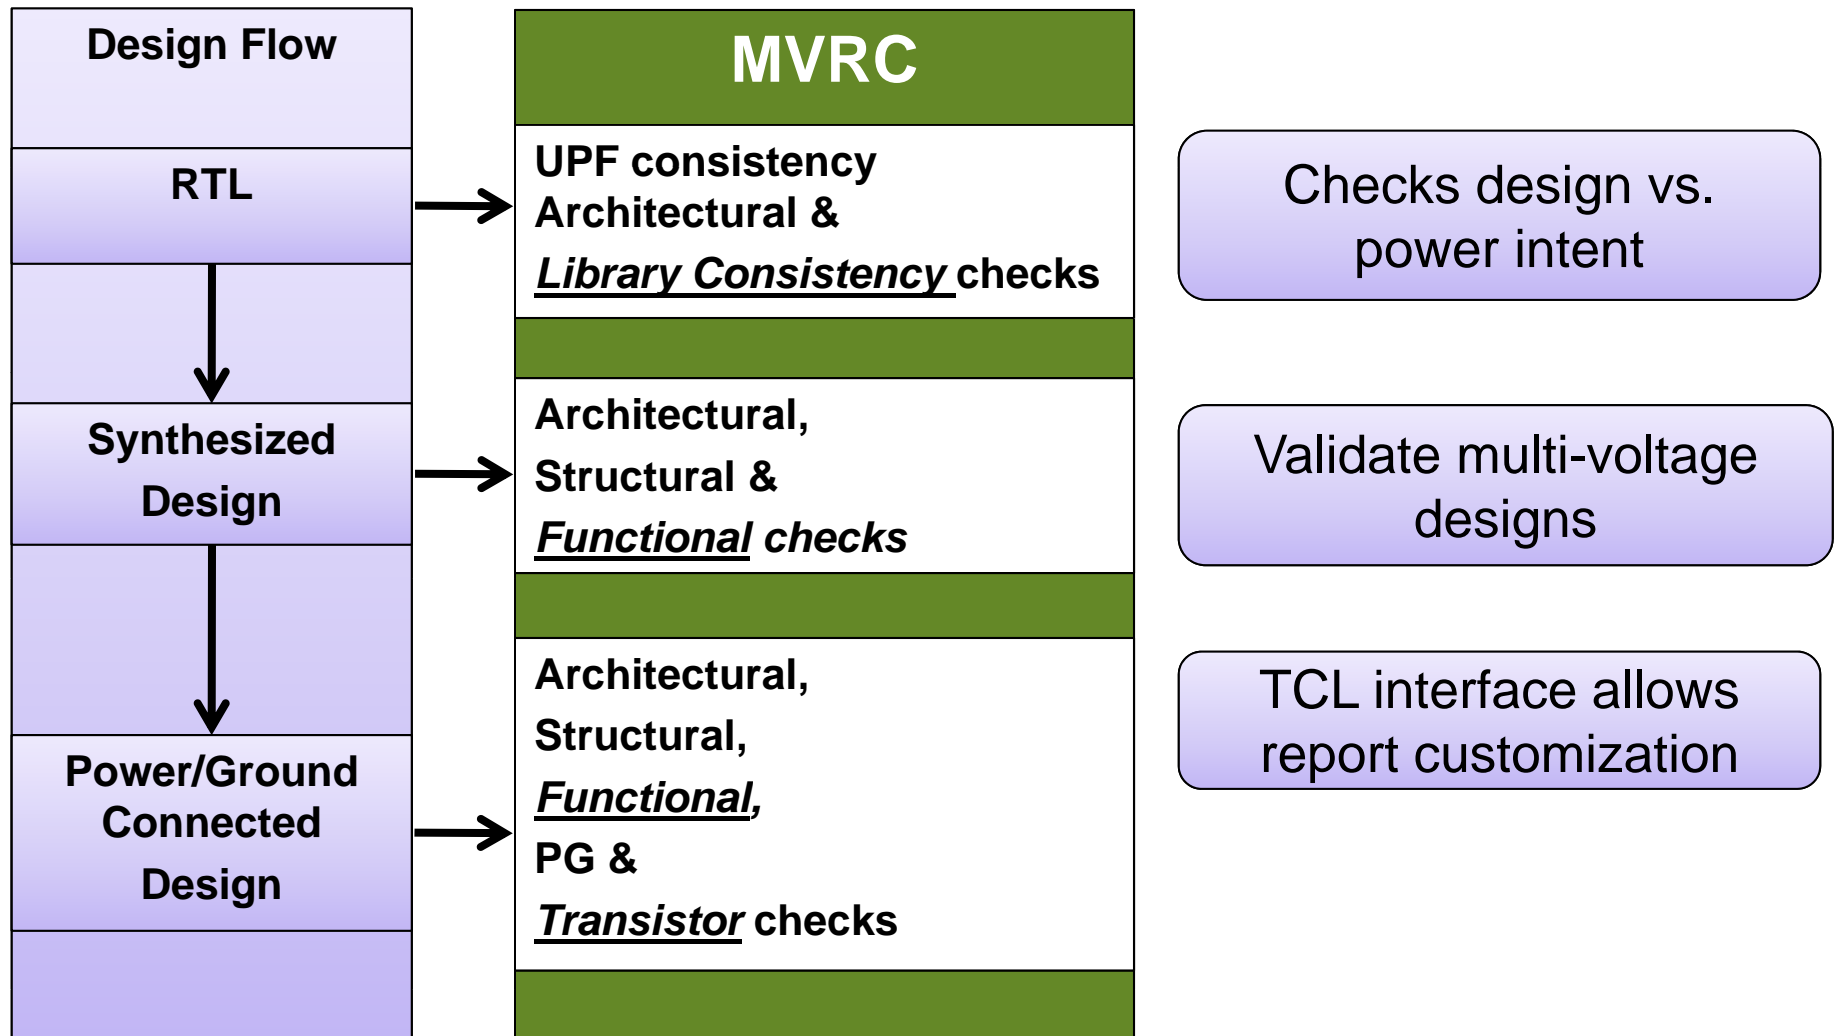 Design Flow
RTL
Synthesized
Design
Power/Ground
Connected
Design
MVRC
UPF consistency
Architectural &
Library Consistency checks
Architectural,
Structural &
Functional checks
Architectural,
Structural,
Functional,
PG &
Transistor checks
Checks design vs.
power intent
Validate multi-voltage
designs
TCL interface allows
report customization